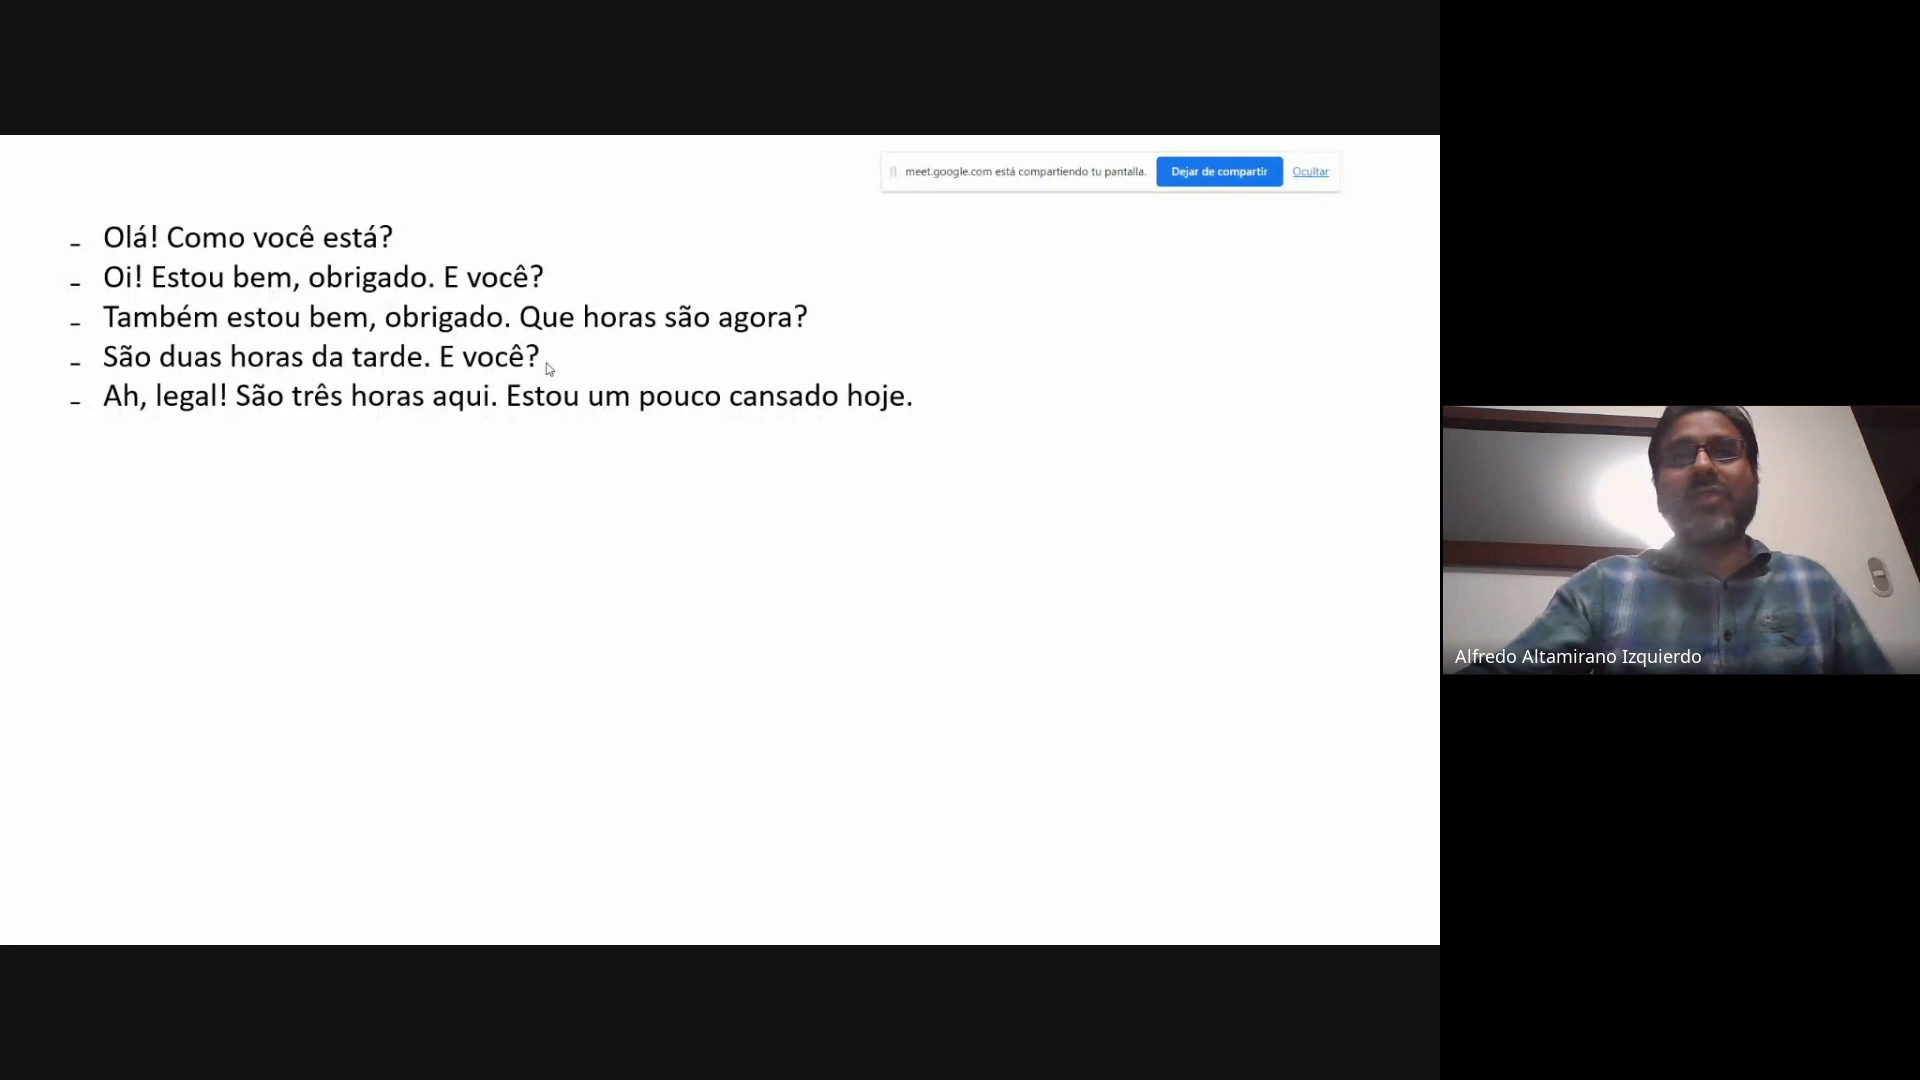 meet.google.com está compartiendo tu pantalla. Dejar de compartir Ocultar
- Olá! Como você está?
- Oi! Estou bem, obrigado. E você?
- Também estou bem, obrigado. Que horas são agora?
- São duas horas da tarde. E você?
- Ah, legal! São três horas aqui. Estou um pouco cansado hoje.
Alfredo Altamirano Izquierdo